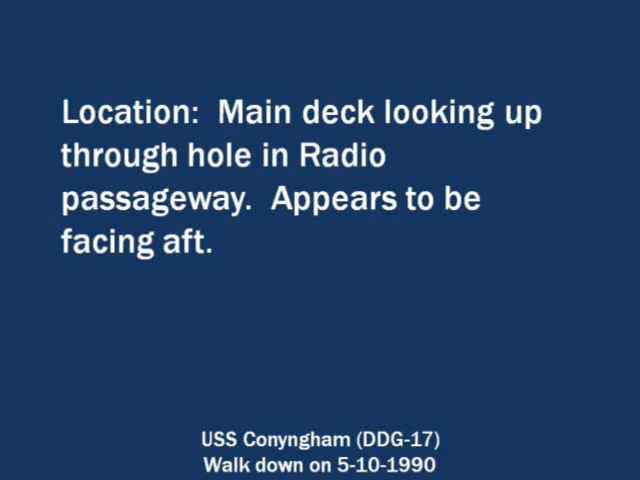 Location:  Main deck looking up
through hole in Radio
passageway.  Appears to be
facing aft.
USS Conyngham (DDG-17)
Walk down on 5-10-1990